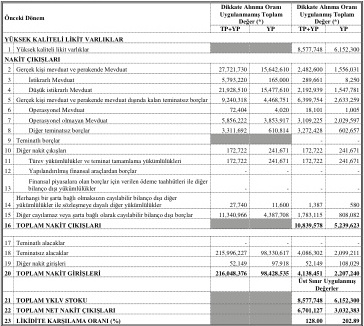 Önceki Dönem
Dikkate Alınma Oranı Uygulanmamış Toplam Değer (*)
Dikkate Alınma Oranı Uygulanmış Toplam Değer (*)
TP+YP YP TP+YP YP
YÜKSEK KALİTELİ LİKİT VARLIKLAR
1 Yüksek kaliteli likit varlıklar 8,577,748 6,152,300
NAKİT ÇIKIŞLARI
2 Gerçek kişi mevduat ve perakende Mevduat 27,721,730 15,642,610 2,482,600 1,556,031
3 İstikrarlı Mevduat 5,793,220 165,000 289,661 8,250
4 Düşük istikrarlı Mevduat 21,928,510 15,477,610 2,192,939 1,547,781
5 Gerçek kişi mevduat ve perakende mevduat dışında kalan teminatsız borçlar 9,240,318 4,468,751 6,399,754 2,633,259
6 Operasyonel Mevduat 72,404 4,020 18,101 1,005
7 Operasyonel olmayan Mevduat 5,856,222 3,853,917 3,109,225 2,029,597
8 Diğer teminatsız borçlar 3,311,692 610,814 3,272,428 602,657
9 Teminatlı borçlar
10 Diğer nakit çıkışları 172,722 241,671 172,722 241,671
11 Türev yükümlülükler ve teminat tamamlama yükümlülükleri 172,722 241,671 172,722 241,671
12 Yapılandırılmış finansal araçlardan borçlar - - - -
13 Finansal piyasalara olan borçlar için verilen ödeme taahhütleri ile diğer bilanço dışı yükümlülükler - - - -
14 Herhangi bir şarta bağlı olmaksızın cayılabilir bilanço dışı diğer yükümlülükler ile sözleşmeye dayalı diğer yükümlülükler 27,740 11,600 1,387 580
15 Diğer cayılamaz veya şarta bağlı olarak cayılabilir bilanço dışı borçlar 11,340,966 4,387,708 1,783,115 808,082
16 TOPLAM NAKİT ÇIKIŞLARI 10,839,578 5,239,623
17 Teminatlı alacaklar - - - -
18 Teminatsız alacaklar 215,996,227 98,330,617 4,086,302 2,099,211
19 Diğer nakit girişleri 52,149 97,918 52,149 108,029
20 TOPLAM NAKİT GİRİŞLERİ 216,048,376 98,428,535 4,138,451 2,207,240
Üst Sınır Uygulanmış Değerler
21 TOPLAM YKLV STOKU 8,577,748 6,152,300
22 TOPLAM NET NAKİT ÇIKIŞLARI 6,701,127 3,032,383
23 LİKİDİTE KARŞILAMA ORANI (%) 128.00 202.89